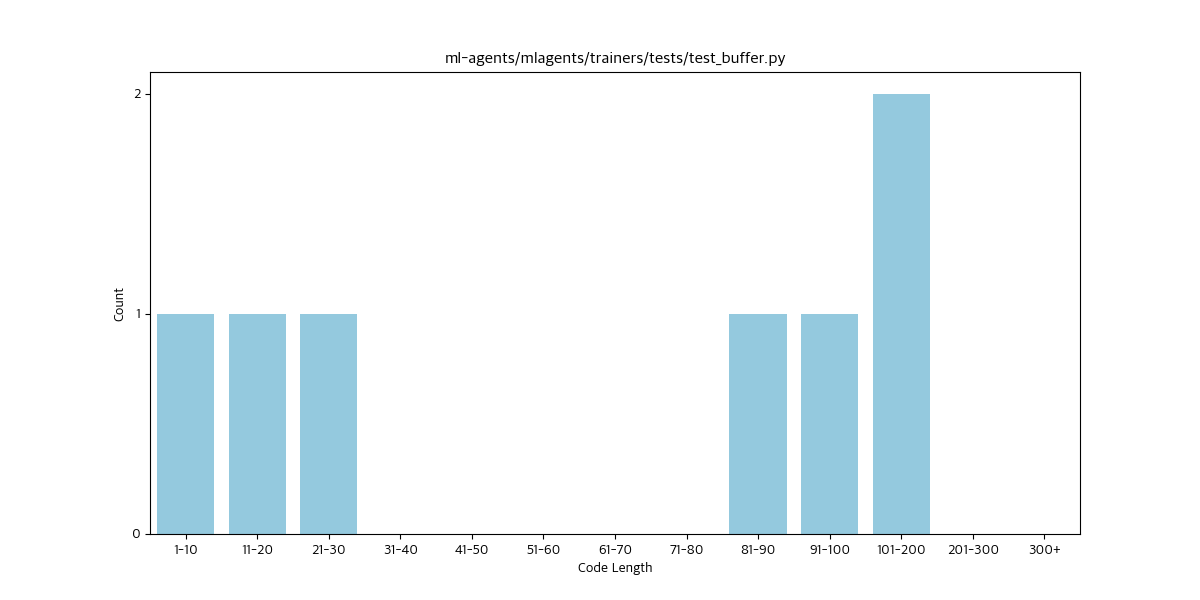 ml-agents/mlagents/trainers/tests/test_buffer.py
Count
2
1
0
1-10 11-20 21-30 31-40 41-50 51-60 61-70 71-80 81-90 91-100 101-200 201-300 300+
Code Length